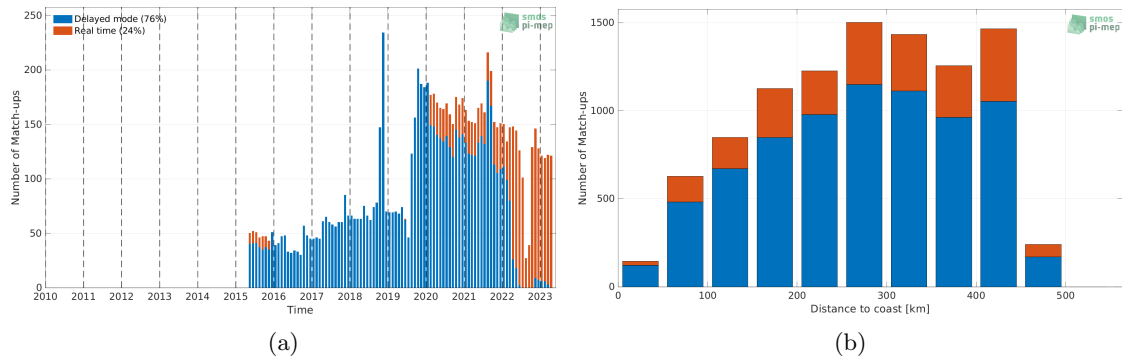 Delayed mode (76%)
Real time (24%)
smos
pi-mep
250
200
150
100
50
0
Number of Match-ups
2010 2011 2012 2013 2014 2015 2016 2017 2018 2019 2020 2021 2022 2023
Time
(a)
smos
pi-mep
1500
1000
500
0
Number of Match-ups
0 100 200 300 400 500
Distance to coast [km]
(b)